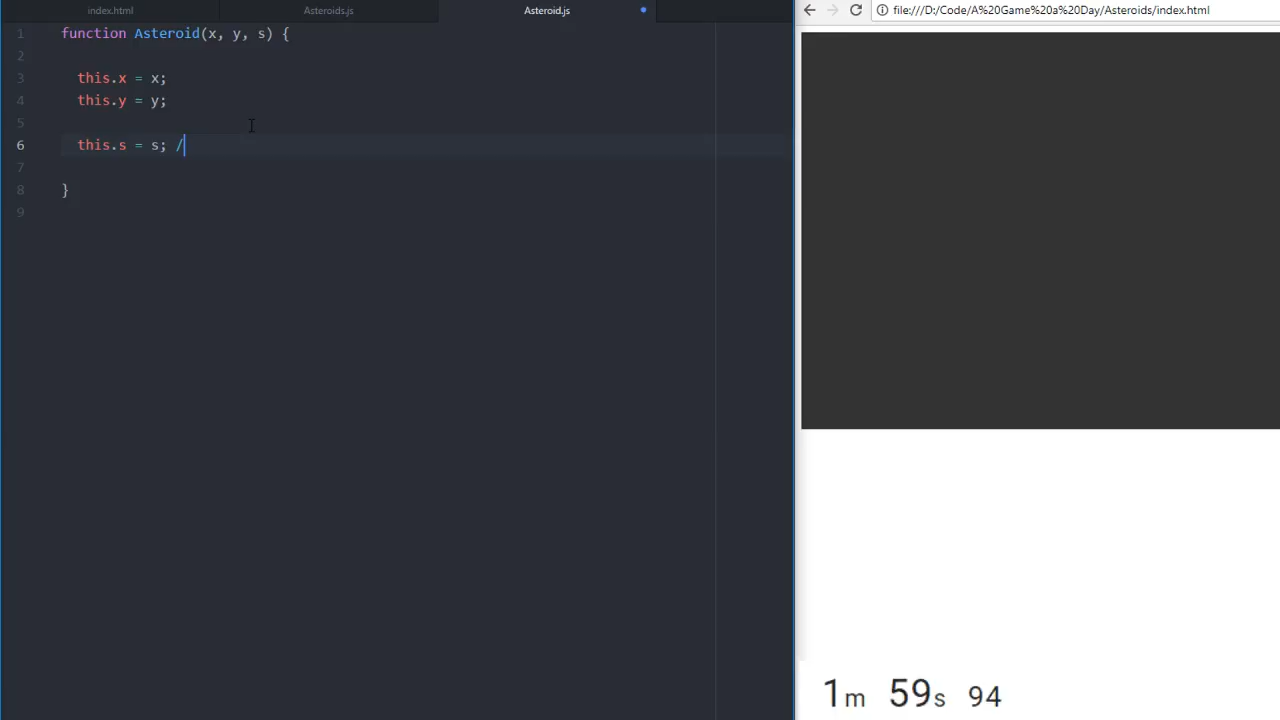 index.html Asteroids.js Asteroid.js
file:///D:/Code/A%20Game%20a%20Day/Asteroids/index.html
1 function Asteroid(x, y, s) {
2
3 this.x = x;
4 this.y = y;
5
6 this.s = s; /
7
8 }
9
1m 59s 94